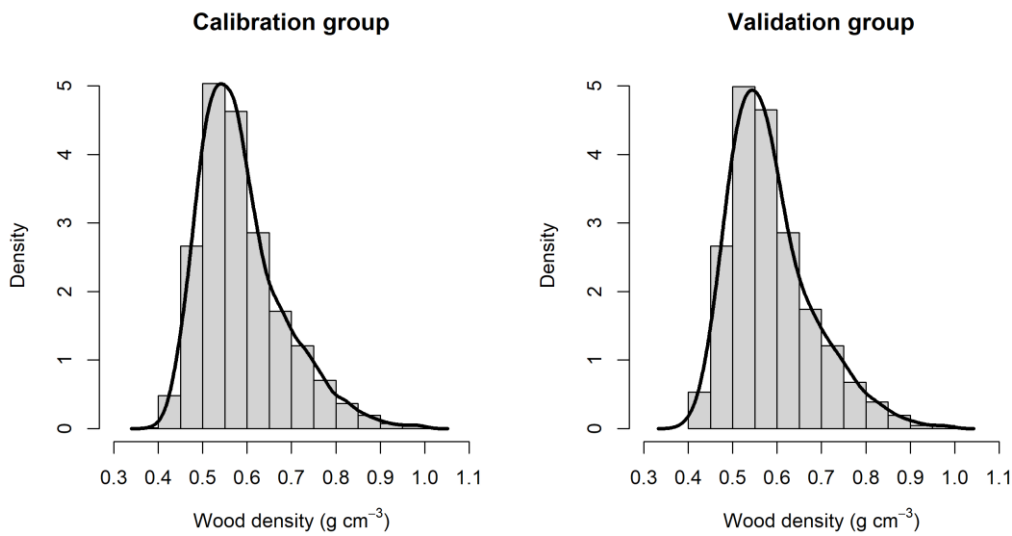 Calibration group
Density
0 1 2 3 4 5
0.3 0.4 0.5 0.6 0.7 0.8 0.9 1.0 1.1
Wood density (g cm⁻³)
Validation group
Density
0 1 2 3 4 5
0.3 0.4 0.5 0.6 0.7 0.8 0.9 1.0 1.1
Wood density (g cm⁻³)